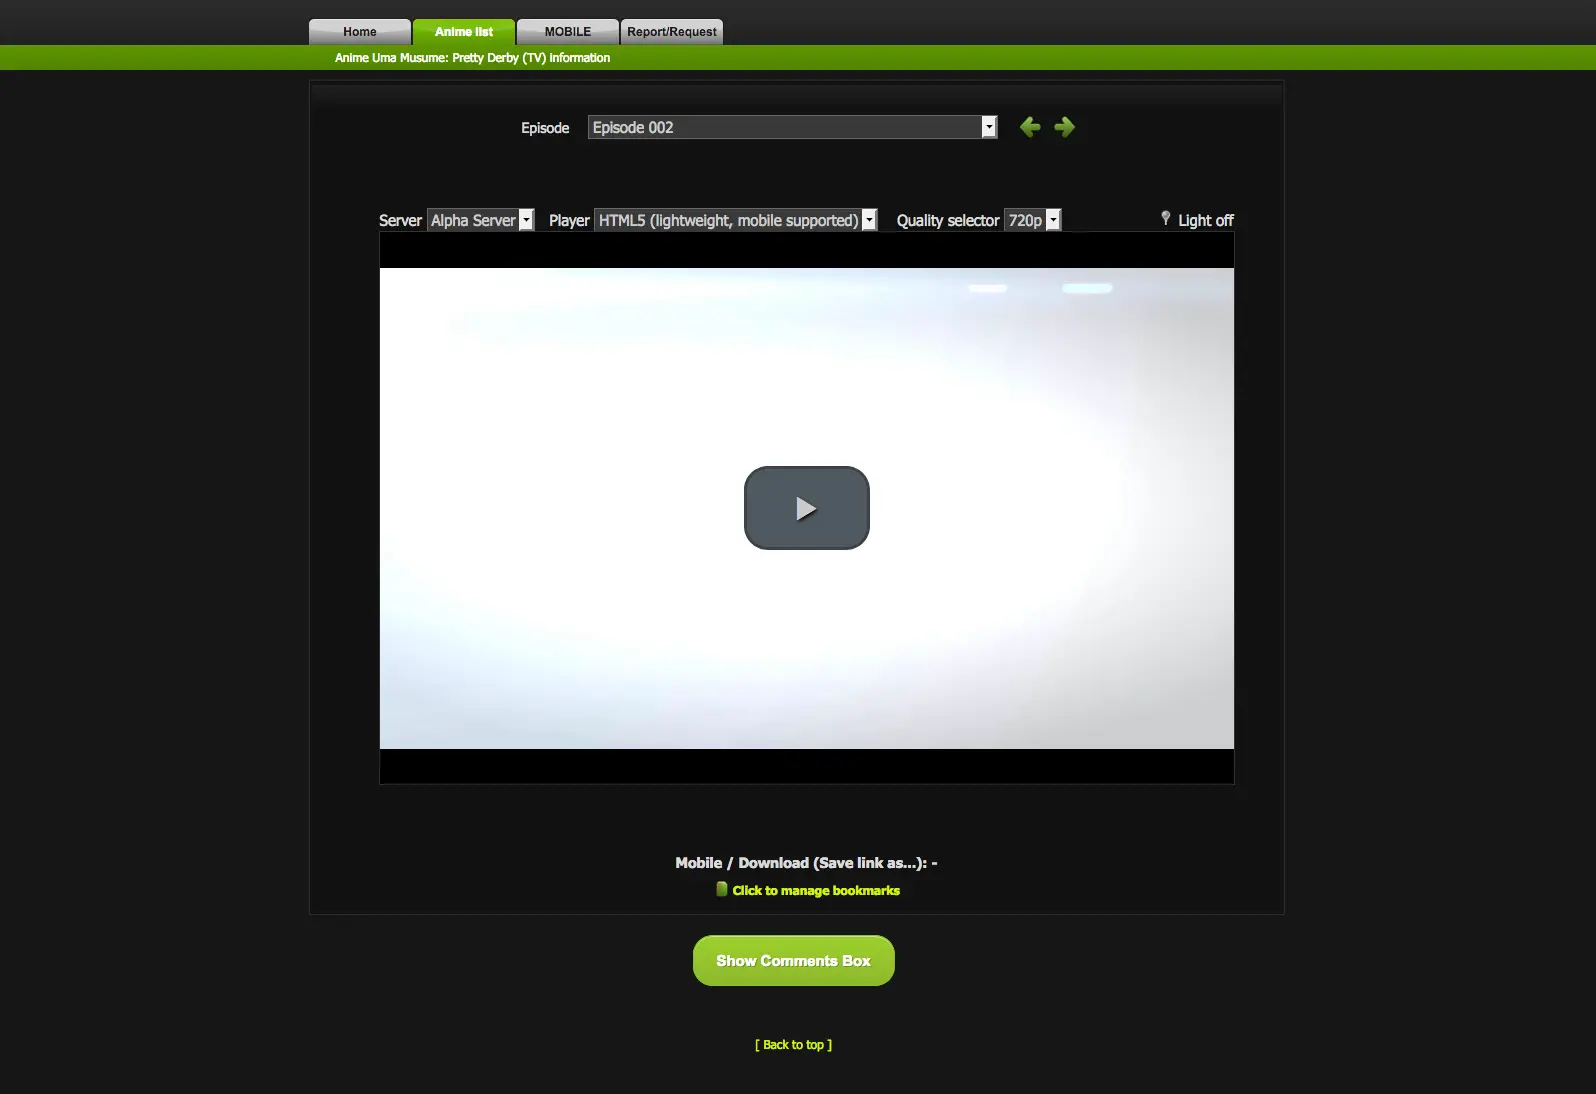 Home Anime list MOBILE Report/Request
Anime Uma Musume: Pretty Derby (TV) information
Episode Episode 002
Server Alpha Server Player HTML5 (lightweight, mobile supported) Quality selector 720p Light off
Mobile / Download (Save link as...): -
Click to manage bookmarks
Show Comments Box
[ Back to top ]